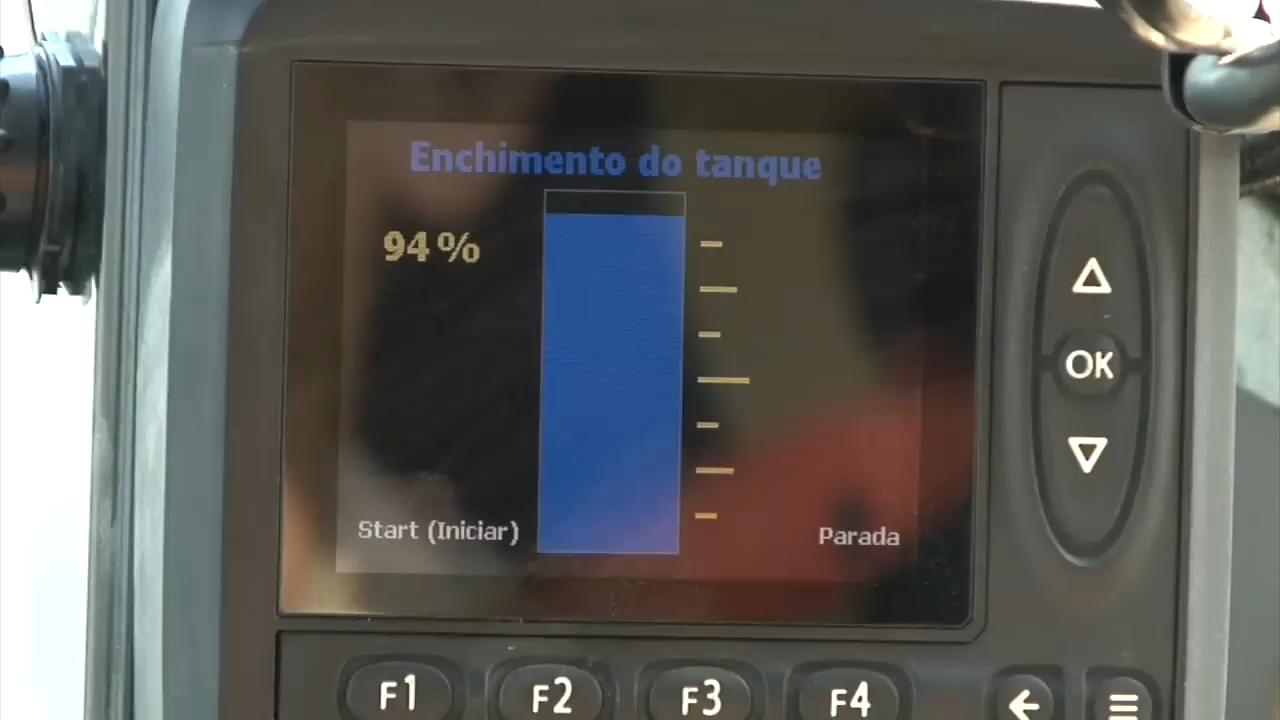 Enchimento do tanque
94%
OK
Start (Iniciar)
Parada
F1
F2
F3
F4